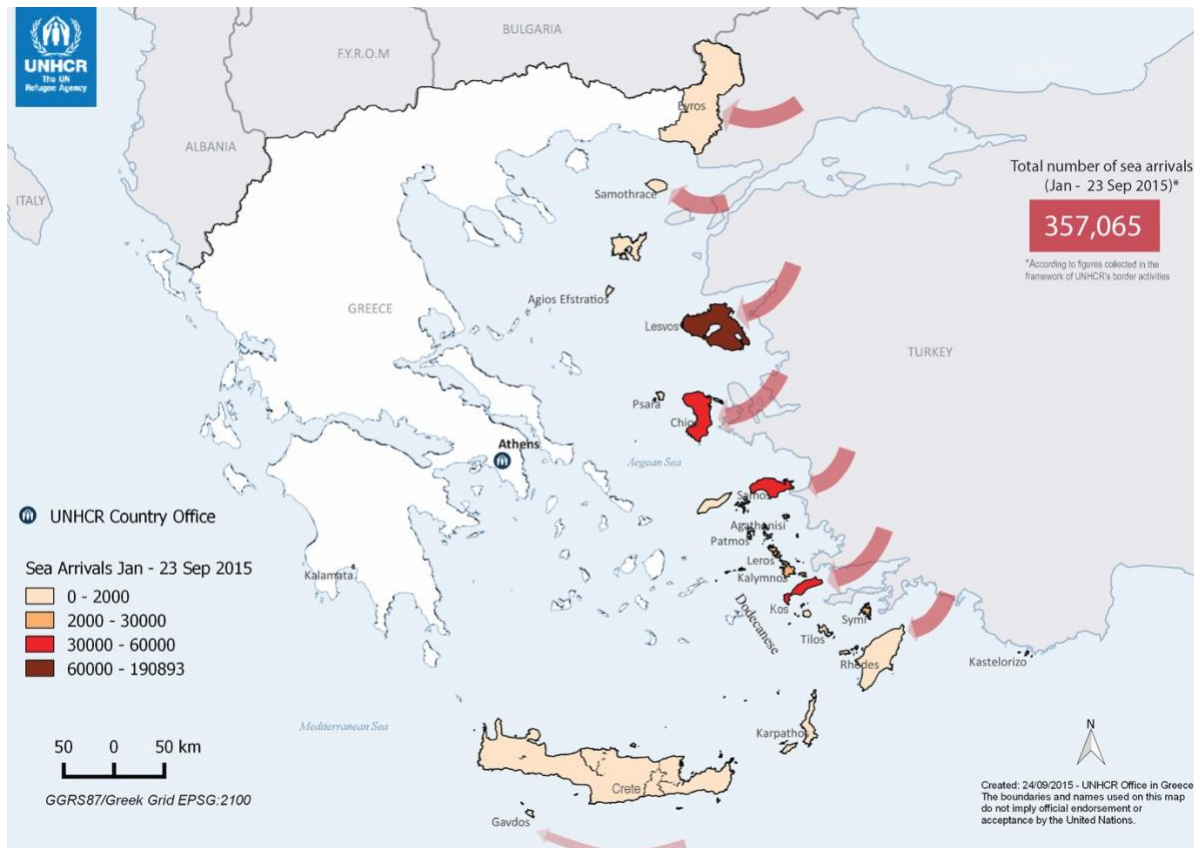 UNHCR
The UN
Refugee Agency
BULGARIA
F.Y.R.O.M
ALBANIA
ITALY
Evros
Samothrace
Total number of sea arrivals
(Jan - 23 Sep 2015)*
357,065
*According to figures collected in the
framework of UNHCR's border activities
Agios Efstratios
GREECE
Lesvos
TURKEY
Psara
Chios
Athens
Aegean Sea
Samos
Agathonisi
Patmos
Leros
Kalymnos
Kos
Dodecanese
Symi
Tilos
Rhodes
Kastelorizo
Kalamata
UNHCR Country Office
Sea Arrivals Jan - 23 Sep 2015
0 - 2000
2000 - 30000
30000 - 60000
60000 - 190893
Mediterranean Sea
Karpathos
Crete
Gavdos
50 0 50 km
GGRS87/Greek Grid EPSG:2100
N
Created: 24/09/2015 - UNHCR Office in Greece
The boundaries and names used on this map
do not imply official endorsement or
acceptance by the United Nations.